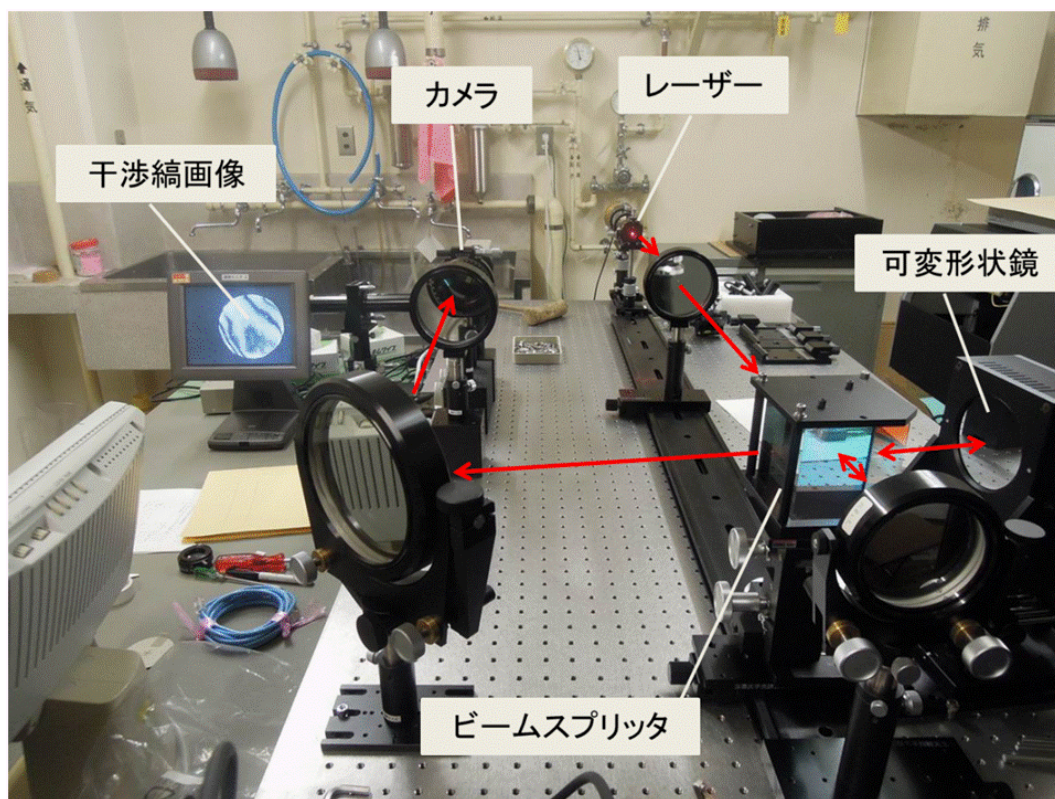 排気
通気
カメラ
レーザー
干渉縞画像
可変形状鏡
ビームスプリッタ